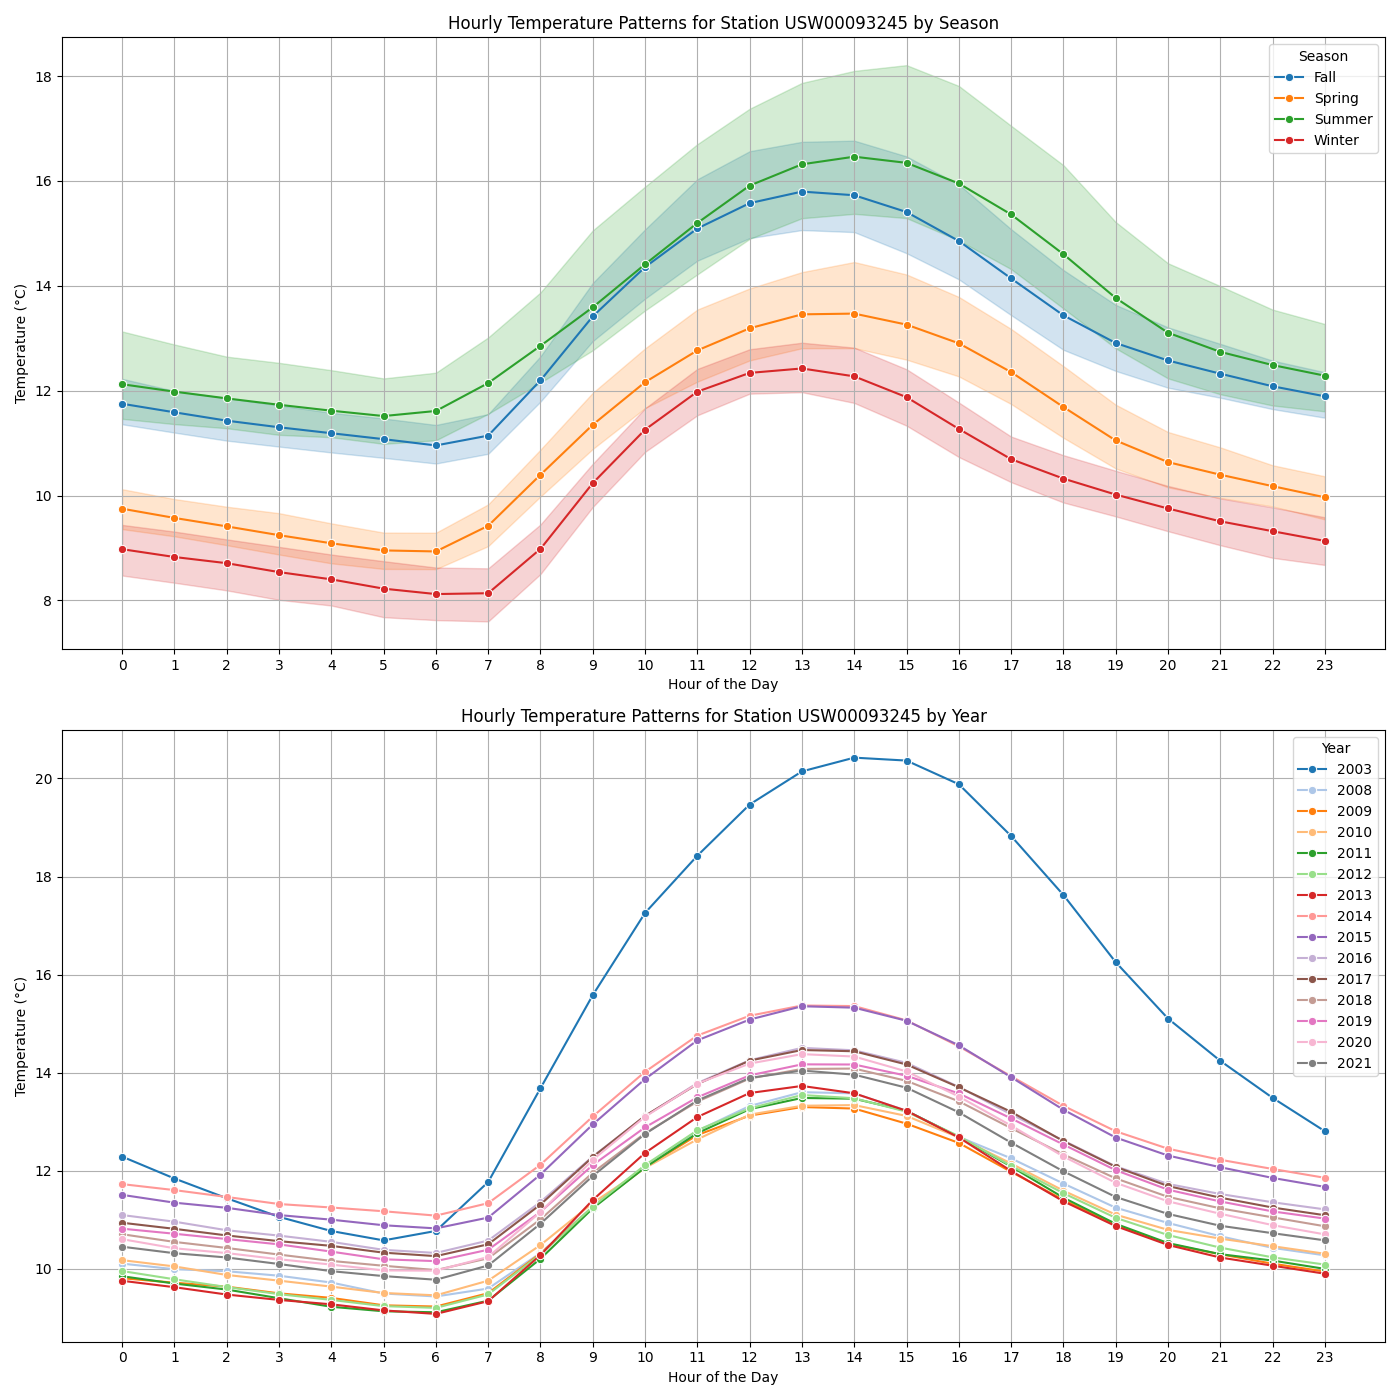 Hourly Temperature Patterns for Station USW00093245 by Season
Temperature (°C)
18
16
14
12
10
8
Season
Fall
Spring
Summer
Winter
0 1 2 3 4 5 6 7 8 9 10 11 12 13 14 15 16 17 18 19 20 21 22 23
Hour of the Day
Hourly Temperature Patterns for Station USW00093245 by Year
Temperature (°C)
20
18
16
14
12
10
Year
2003
2008
2009
2010
2011
2012
2013
2014
2015
2016
2017
2018
2019
2020
2021
0 1 2 3 4 5 6 7 8 9 10 11 12 13 14 15 16 17 18 19 20 21 22 23
Hour of the Day